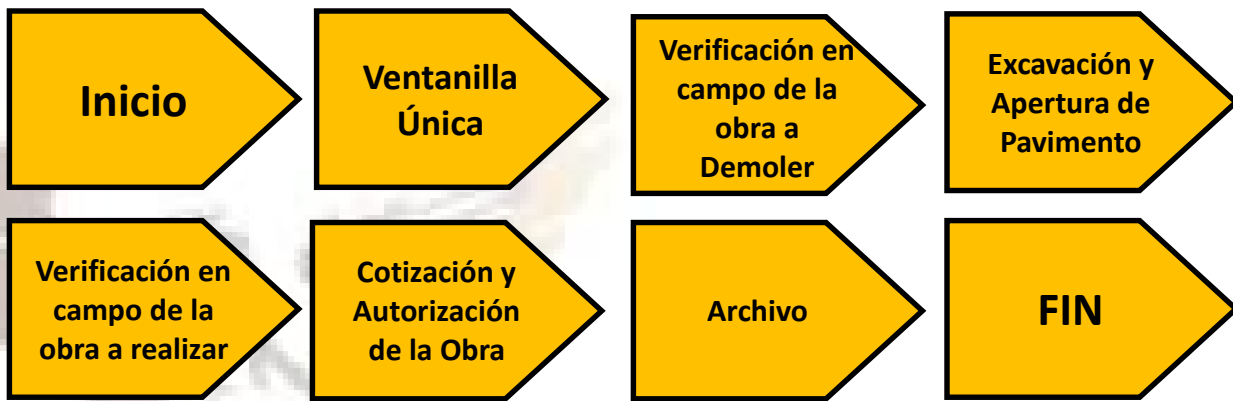 Inicio
Ventanilla
Única
Verificación en
campo de la
obra a
Demoler
Excavación y
Apertura de
Pavimento
Verificación en
campo de la
obra a realizar
Cotización y
Autorización
de la Obra
Archivo
FIN